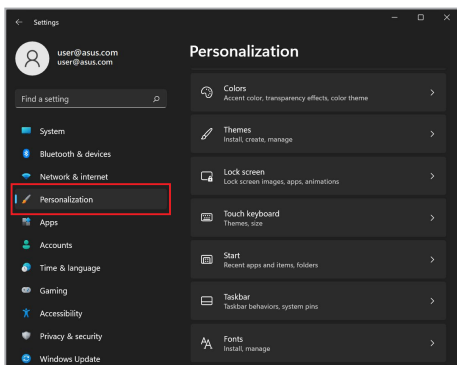 Settings
user@asus.com
user@asus.com
Find a setting
System
Bluetooth & devices
Network & internet
Personalization
Apps
Accounts
Time & language
Gaming
Accessibility
Privacy & security
Windows Update
Personalization
Colors
Accent color, transparency effects, color theme
Themes
Install, create, manage
Lock screen
Lock screen images, apps, animations
Touch keyboard
Themes, size
Start
Recent apps and items, folders
Taskbar
Taskbar behaviors, system pins
Fonts
Install, manage